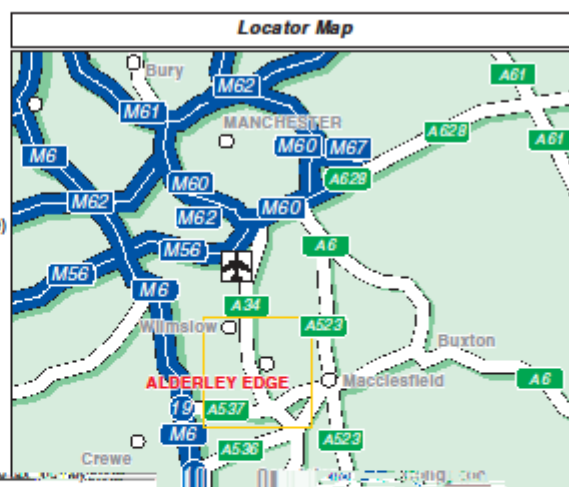 Locator Map
Bury
M62
A61
M61
MANCHESTER
A628
A61
M6
M60
M67
M60
A628
M62
M62
M60
M56
A6
M56
M6
A34
Wilmslow
A523
Buxton
ALDERLEY EDGE
Macclesfield
A6
19
A537
M6
A536
A523
Crewe